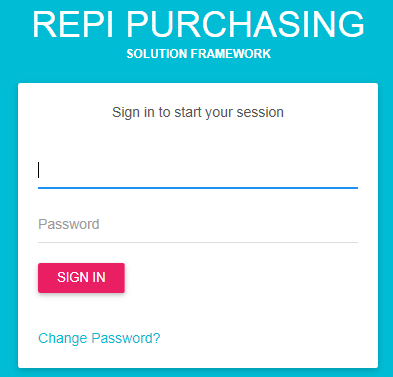 REPI PURCHASING
SOLUTION FRAMEWORK
Sign in to start your session
Password
SIGN IN
Change Password?